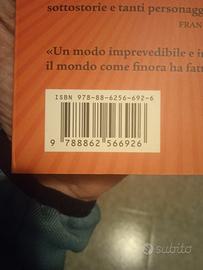 sottostorie e tanti personagg
FRAN
«Un modo imprevedibile e i
il mondo come finora ha fat
ISBN 978-88-6256-692-6
9 788862 566926
subito